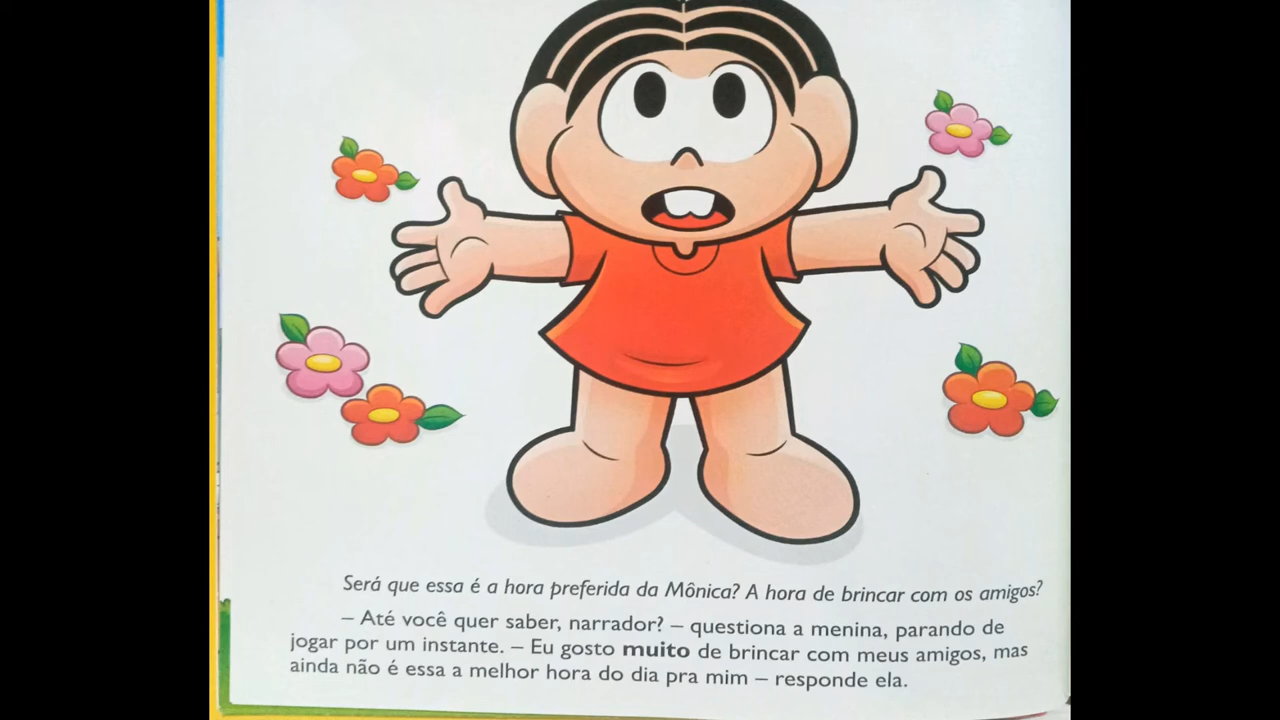 Será que essa é a hora preferida da Mônica? A hora de brincar com os amigos?
– Até você quer saber, narrador? – questiona a menina, parando de
jogar por um instante. – Eu gosto muito de brincar com meus amigos, mas
ainda não é essa a melhor hora do dia pra mim – responde ela.